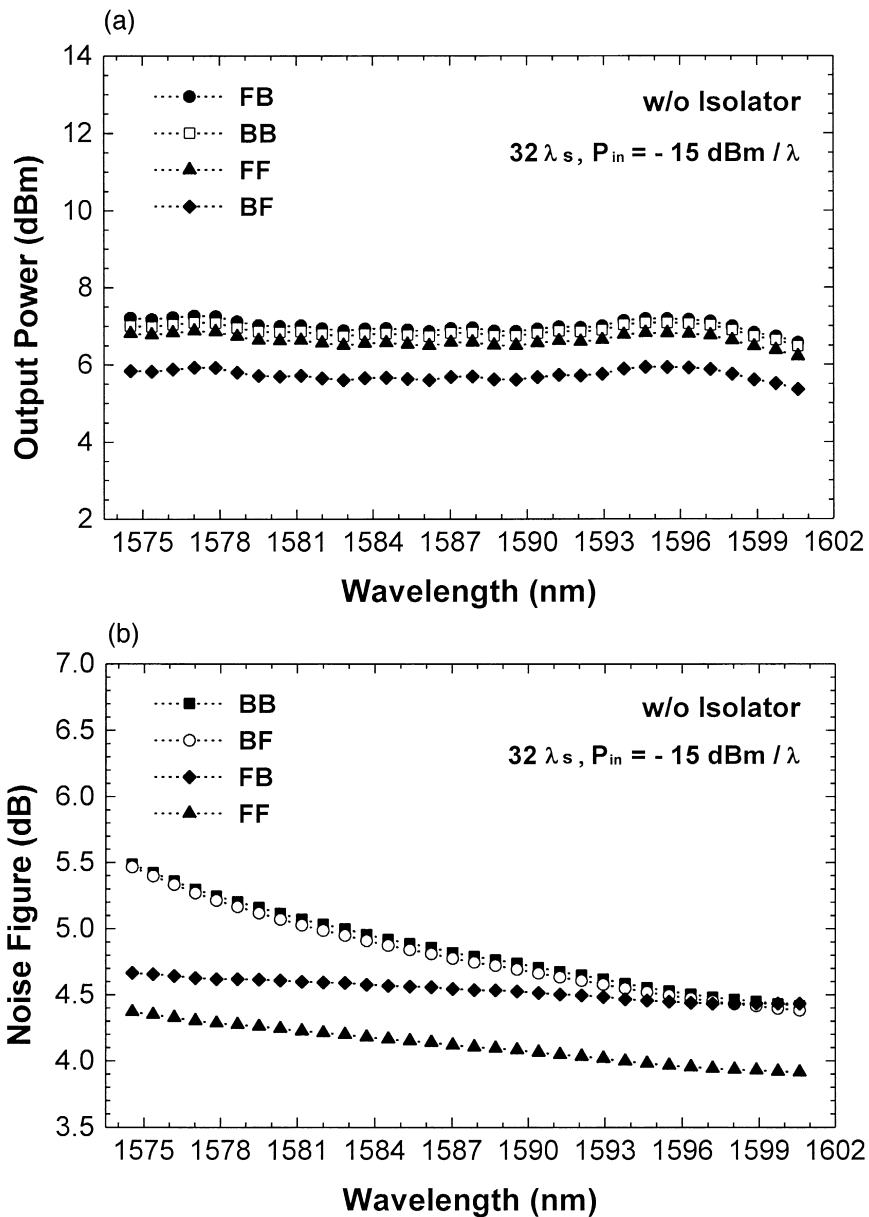 (a)
14
12
10
8
6
4
2
Output Power (dBm)
FB
BB
FF
BF
w/o Isolator
32 λ s , P in = - 15 dBm / λ
1575 1578 1581 1584 1587 1590 1593 1596 1599 1602
Wavelength (nm)
(b)
7.0
6.5
6.0
5.5
5.0
4.5
4.0
3.5
Noise Figure (dB)
BB
BF
FB
FF
w/o Isolator
32 λ s , P in = - 15 dBm / λ
1575 1578 1581 1584 1587 1590 1593 1596 1599 1602
Wavelength (nm)